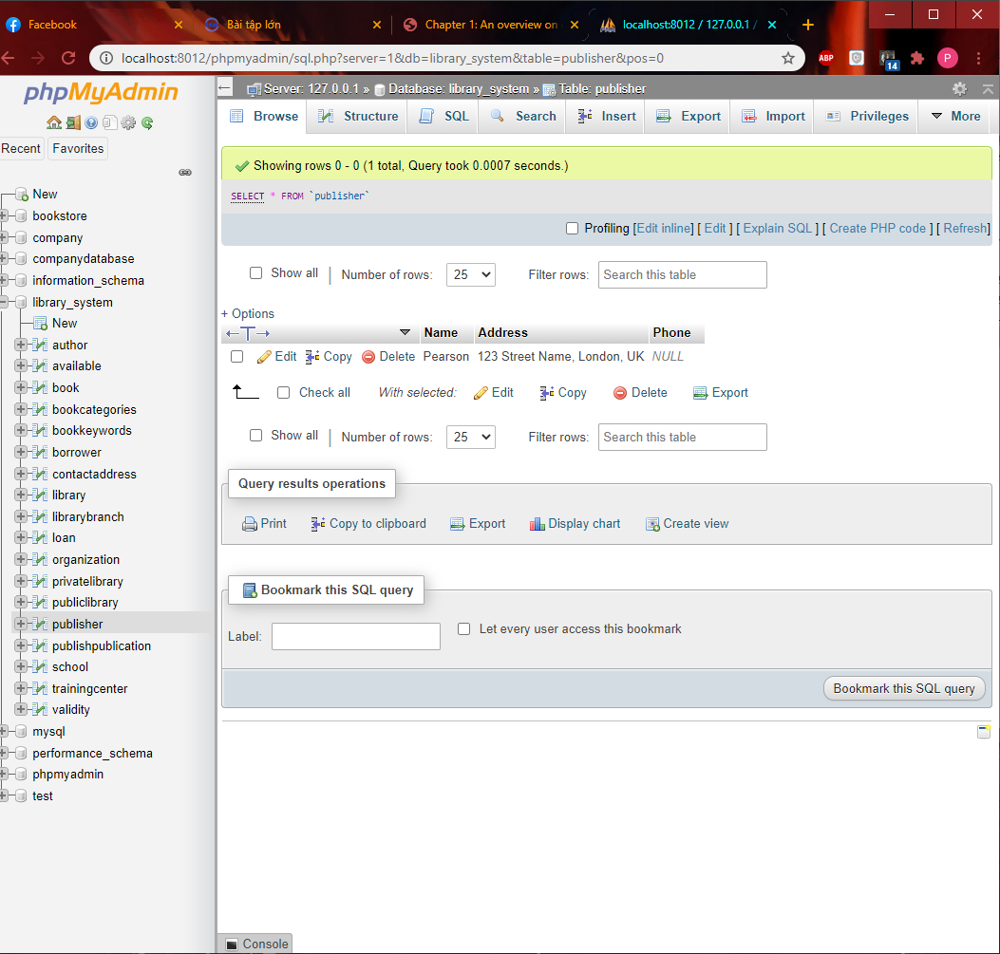 Facebook
Bài tập lớn
Chapter 1: An overview on
localhost:8012 / 127.0.0.1 /
localhost:8012/phpmyadmin/sql.php?server=1&db=library_system&table=publisher&pos=0
ABP
14
P
phpMyAdmin
Recent
Favorites
New
bookstore
company
companydatabase
information_schema
library_system
New
author
available
book
bookcategories
bookkeywords
borrower
contactaddress
library
librarybranch
loan
organization
privatelibrary
publiclibrary
publisher
publishpublication
school
trainingcenter
validity
mysql
performance_schema
phpmyadmin
test
Server: 127.0.0.1 » Database: library_system » Table: publisher
Browse Structure SQL Search Insert Export Import Privileges More
Showing rows 0 - 0 (1 total, Query took 0.0007 seconds.)
SELECT * FROM `publisher`
Profiling [Edit inline] [ Edit ] [ Explain SQL ] [ Create PHP code ] [ Refresh]
Show all | Number of rows: 25 Filter rows: Search this table
+ Options
←T→ Name Address Phone
Edit Copy Delete Pearson 123 Street Name, London, UK NULL
Check all With selected: Edit Copy Delete Export
Show all | Number of rows: 25 Filter rows: Search this table
Query results operations
Print Copy to clipboard Export Display chart Create view
Bookmark this SQL query
Label: Let every user access this bookmark
Bookmark this SQL query
Console